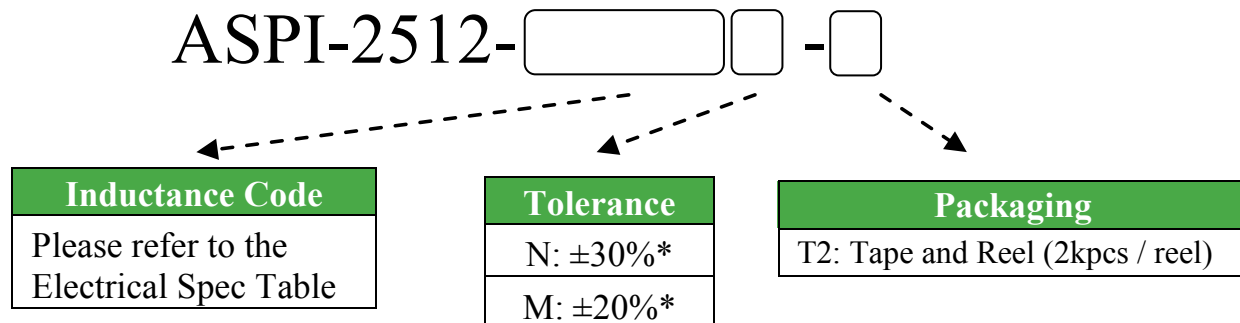 ASPI-2512- -
Inductance Code
Please refer to the
Electrical Spec Table
Tolerance
N: ±30%*
M: ±20%*
Packaging
T2: Tape and Reel (2kpcs / reel)